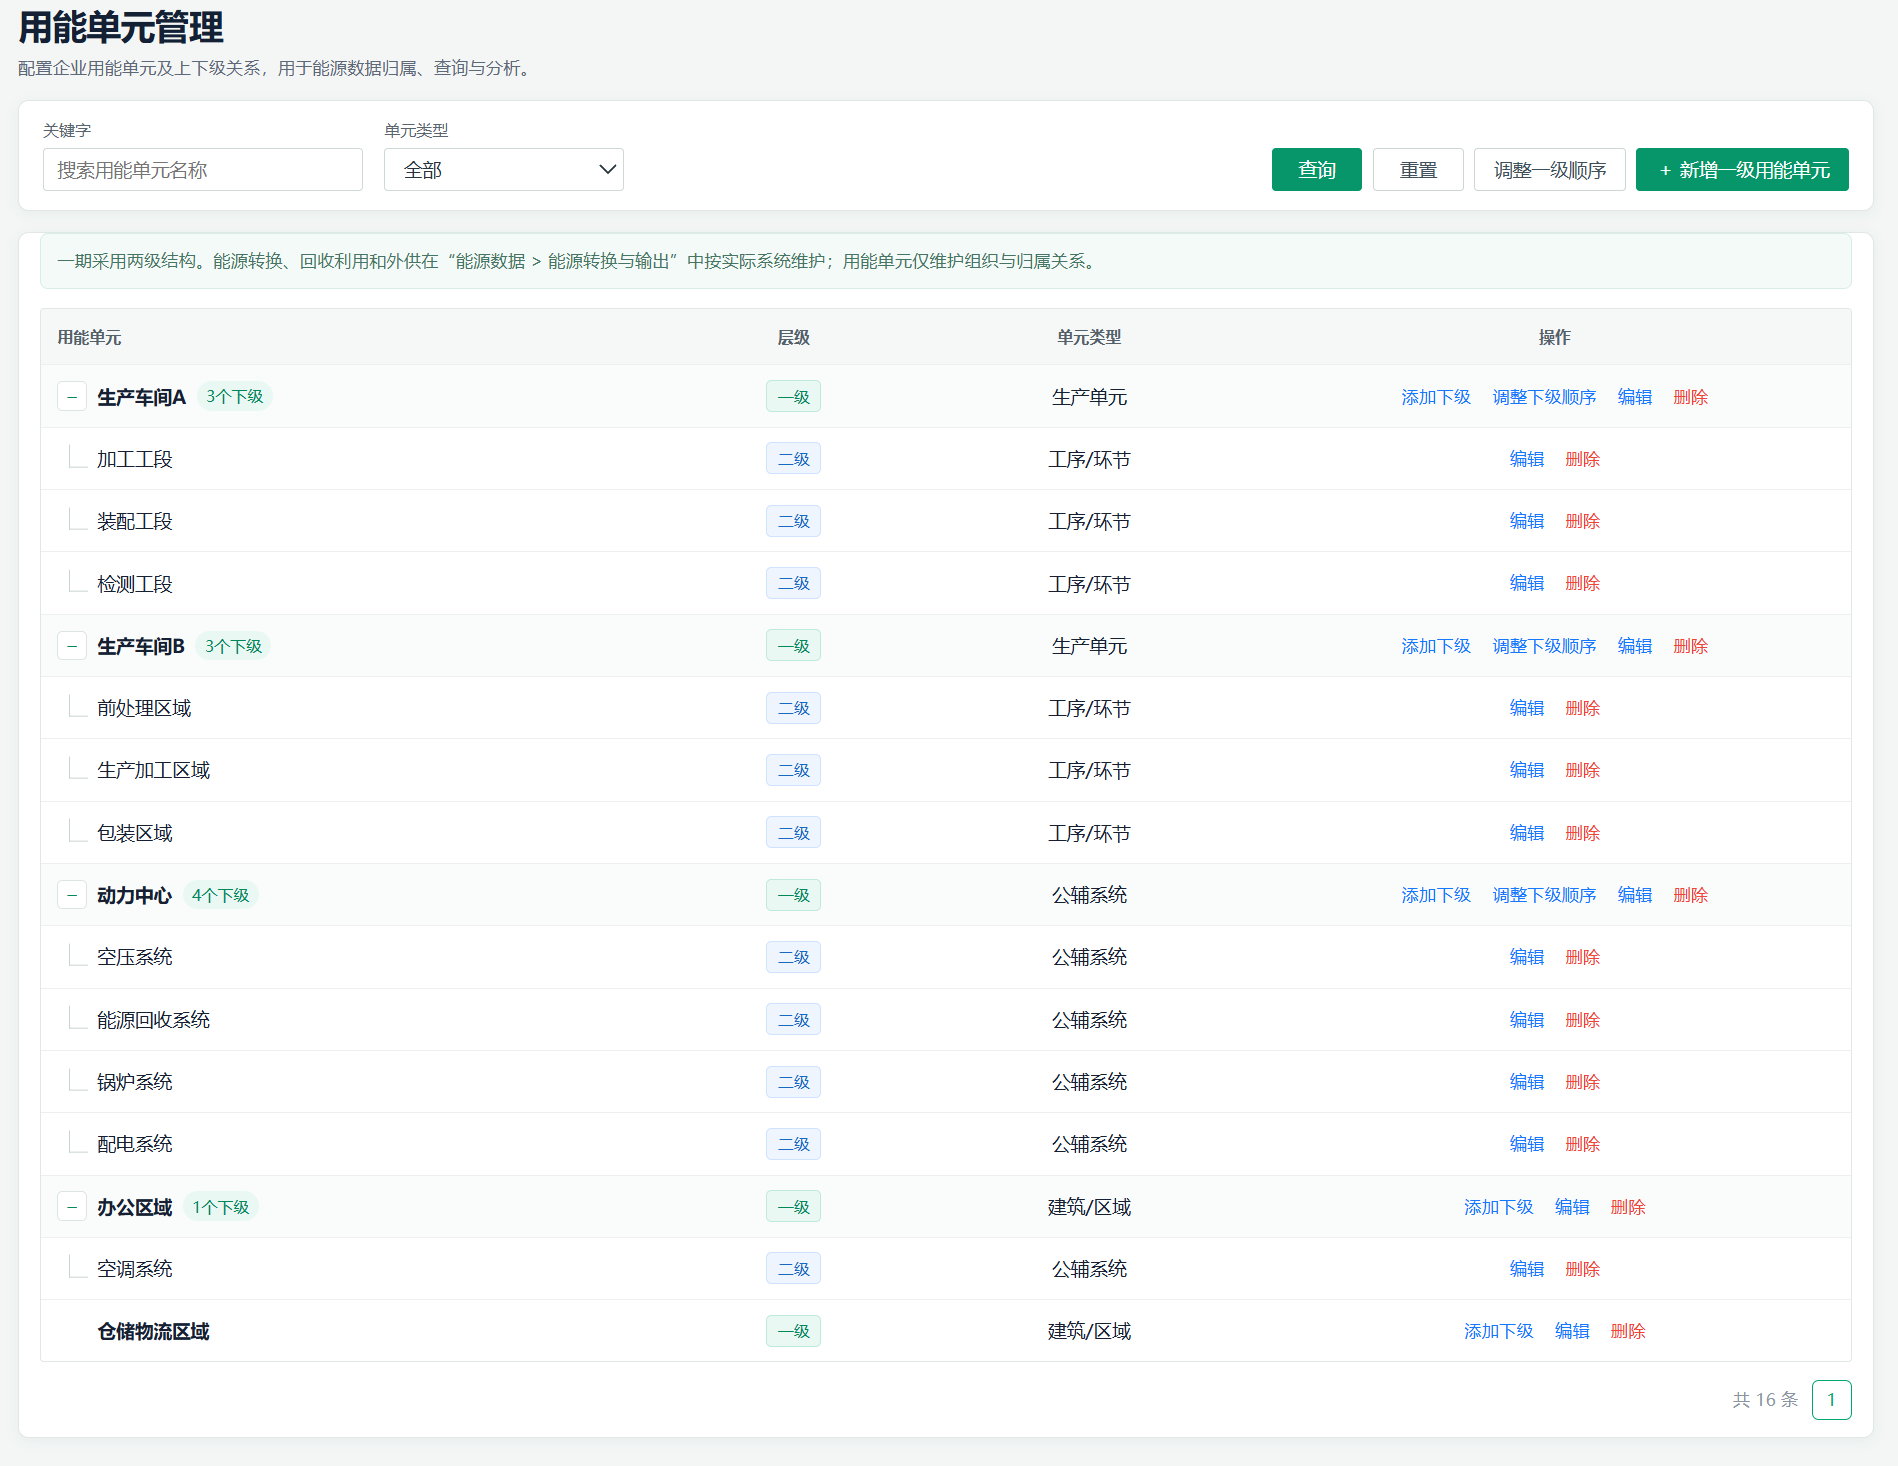 用能单元管理
配置企业用能单元及上下级关系，用于能源数据归属、查询与分析。
关键字 单元类型
搜索用能单元名称 全部 查询 重置 调整一级顺序 + 新增一级用能单元
一期采用两级结构。能源转换、回收利用和外供在“能源数据 > 能源转换与输出”中按实际系统维护；用能单元仅维护组织与归属关系。
用能单元 层级 单元类型 操作
− 生产车间A 3个下级 一级 生产单元 添加下级 调整下级顺序 编辑 删除
加工工段 二级 工序/环节 编辑 删除
装配工段 二级 工序/环节 编辑 删除
检测工段 二级 工序/环节 编辑 删除
− 生产车间B 3个下级 一级 生产单元 添加下级 调整下级顺序 编辑 删除
前处理区域 二级 工序/环节 编辑 删除
生产加工区域 二级 工序/环节 编辑 删除
包装区域 二级 工序/环节 编辑 删除
− 动力中心 4个下级 一级 公辅系统 添加下级 调整下级顺序 编辑 删除
空压系统 二级 公辅系统 编辑 删除
能源回收系统 二级 公辅系统 编辑 删除
锅炉系统 二级 公辅系统 编辑 删除
配电系统 二级 公辅系统 编辑 删除
− 办公区域 1个下级 一级 建筑/区域 添加下级 编辑 删除
空调系统 二级 公辅系统 编辑 删除
仓储物流区域 一级 建筑/区域 添加下级 编辑 删除
共 16 条 1